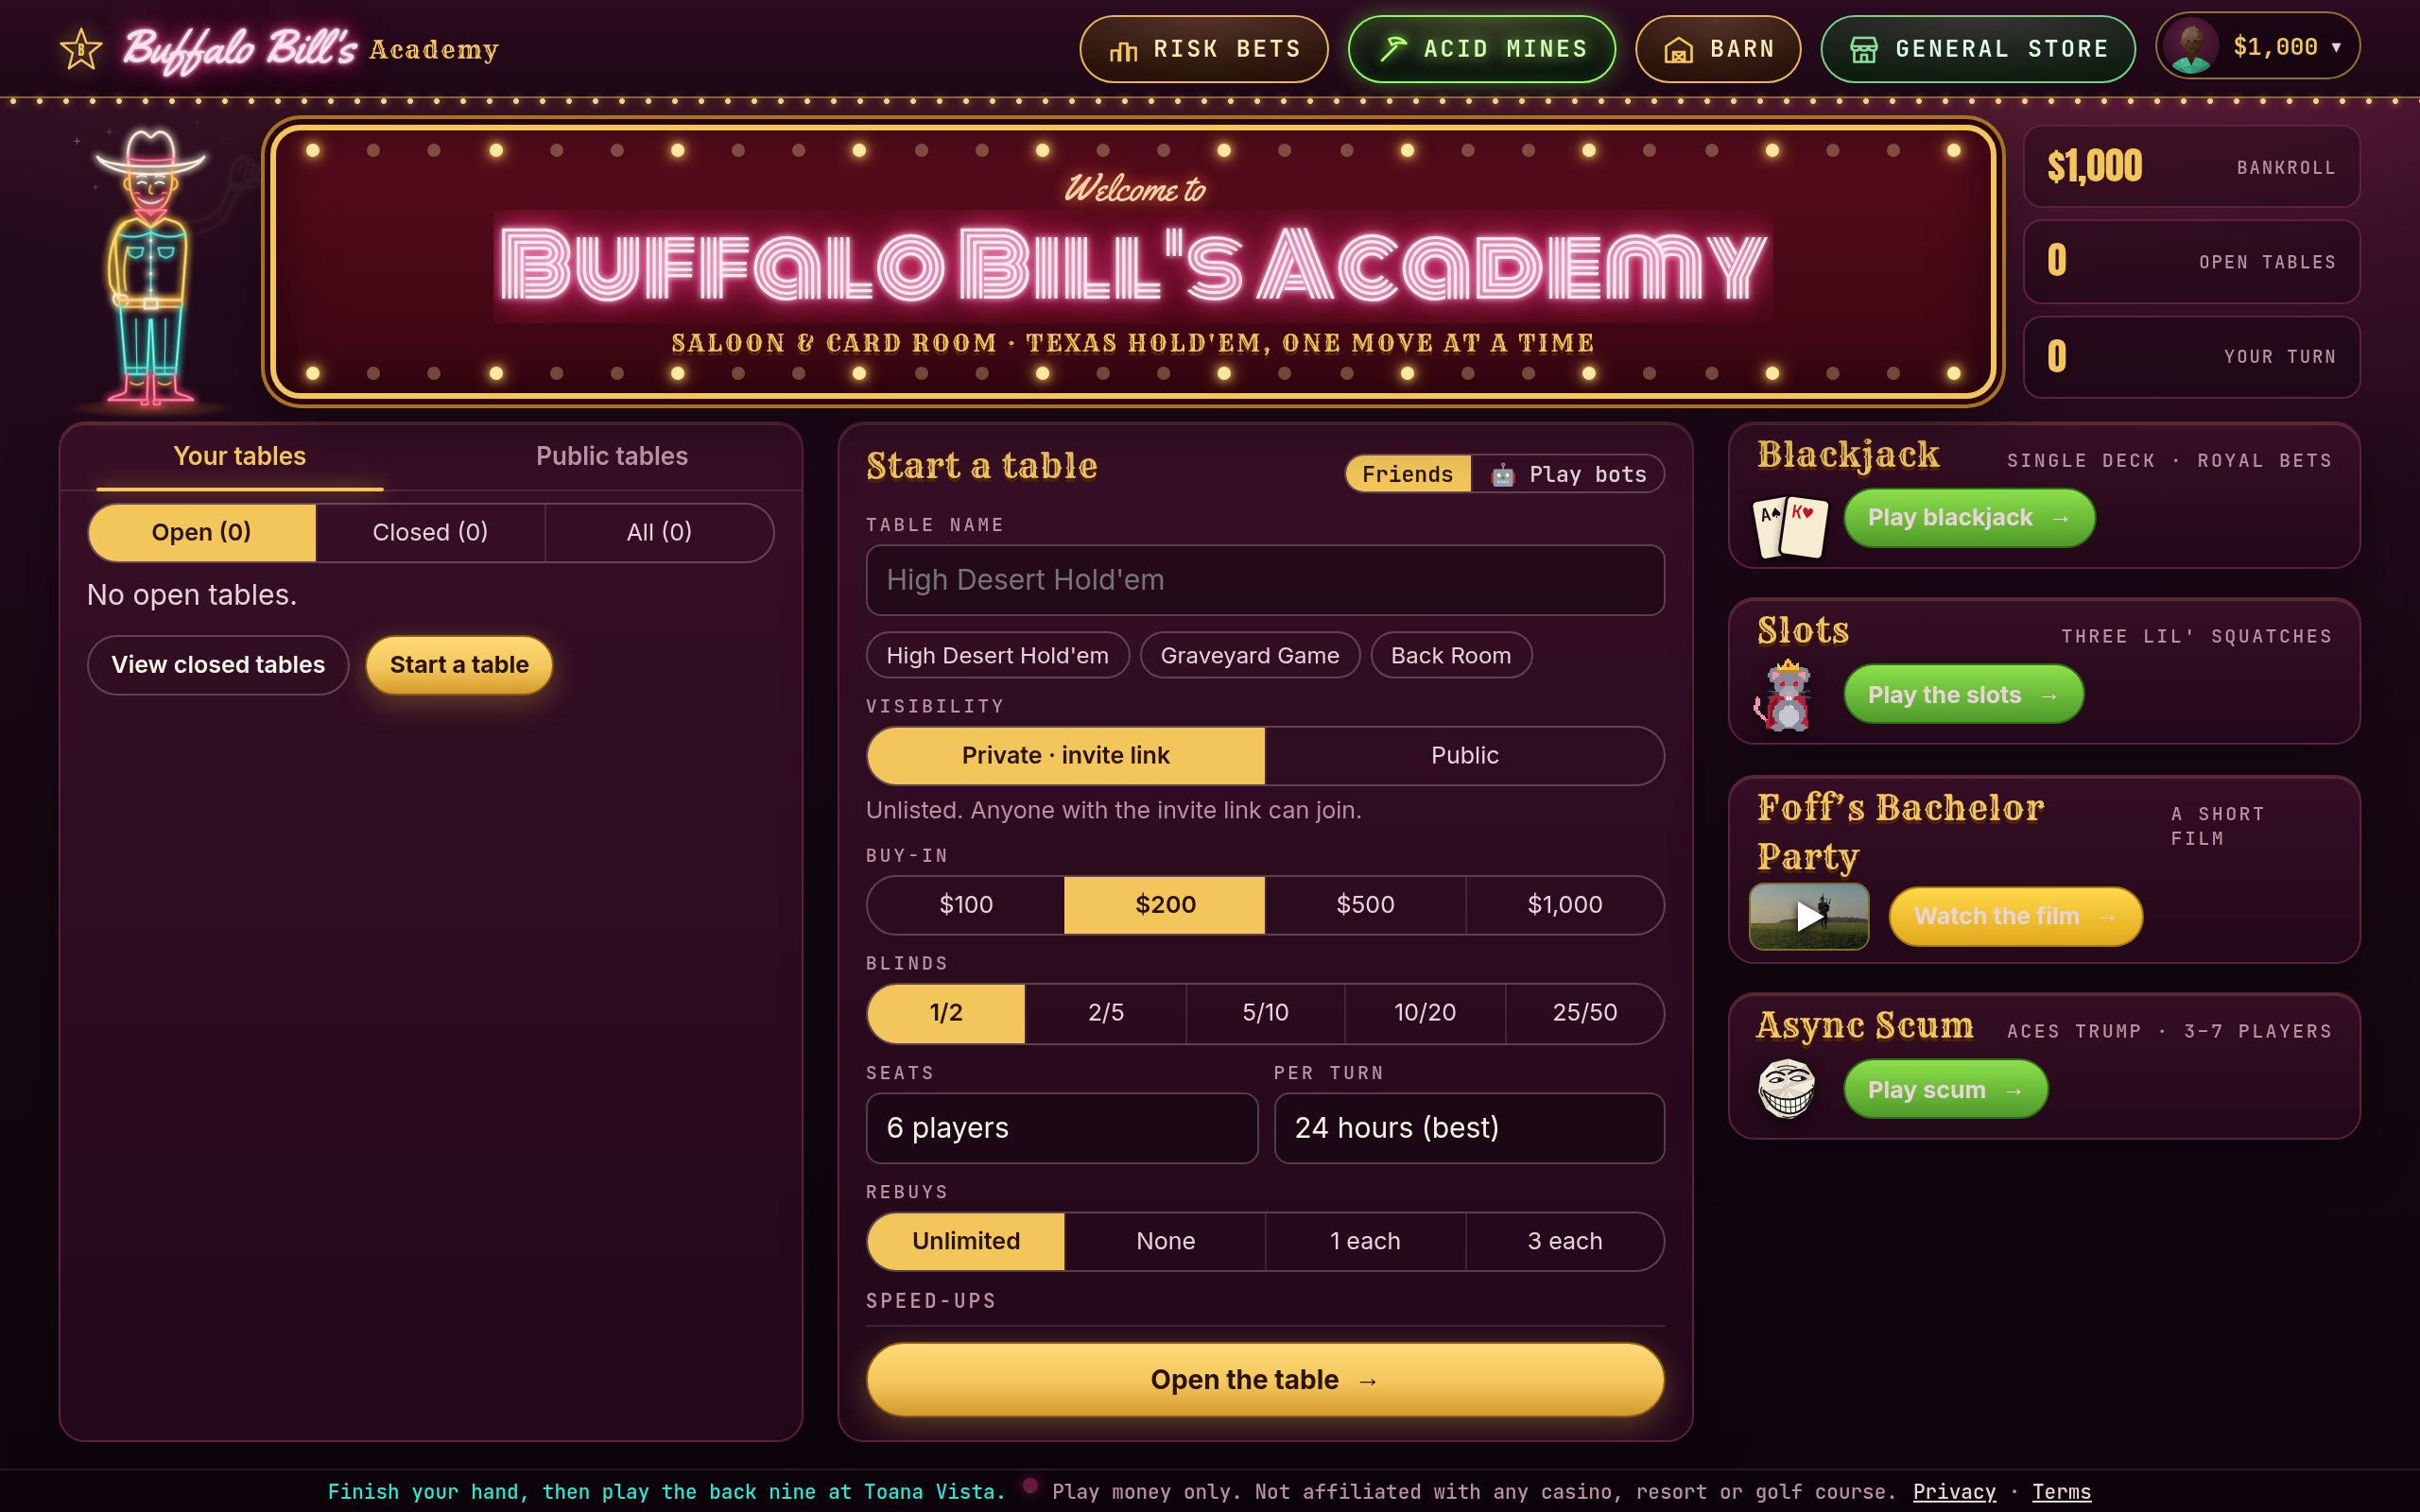 B
Buffalo Bill's Academy
RISK BETS
ACID MINES
BARN
GENERAL STORE
$1,000 ▾
Welcome to
BUFFALO BILL'S ACADEMY
SALOON & CARD ROOM · TEXAS HOLD'EM, ONE MOVE AT A TIME
$1,000 BANKROLL
0 OPEN TABLES
0 YOUR TURN
Your tables
Public tables
Open (0)
Closed (0)
All (0)
No open tables.
View closed tables
Start a table
Start a table
Friends
🤖 Play bots
TABLE NAME
High Desert Hold'em
High Desert Hold'em
Graveyard Game
Back Room
VISIBILITY
Private · invite link
Public
Unlisted. Anyone with the invite link can join.
BUY-IN
$100
$200
$500
$1,000
BLINDS
1/2
2/5
5/10
10/20
25/50
SEATS
PER TURN
6 players
24 hours (best)
REBUYS
Unlimited
None
1 each
3 each
SPEED-UPS
Open the table →
Blackjack
SINGLE DECK · ROYAL BETS
A♠ K♥
Play blackjack →
Slots
THREE LIL' SQUATCHES
Play the slots →
Foff's Bachelor
Party
A SHORT
FILM
Watch the film →
Async Scum
ACES TRUMP · 3–7 PLAYERS
Play scum →
Finish your hand, then play the back nine at Toana Vista.
Play money only. Not affiliated with any casino, resort or golf course. Privacy · Terms